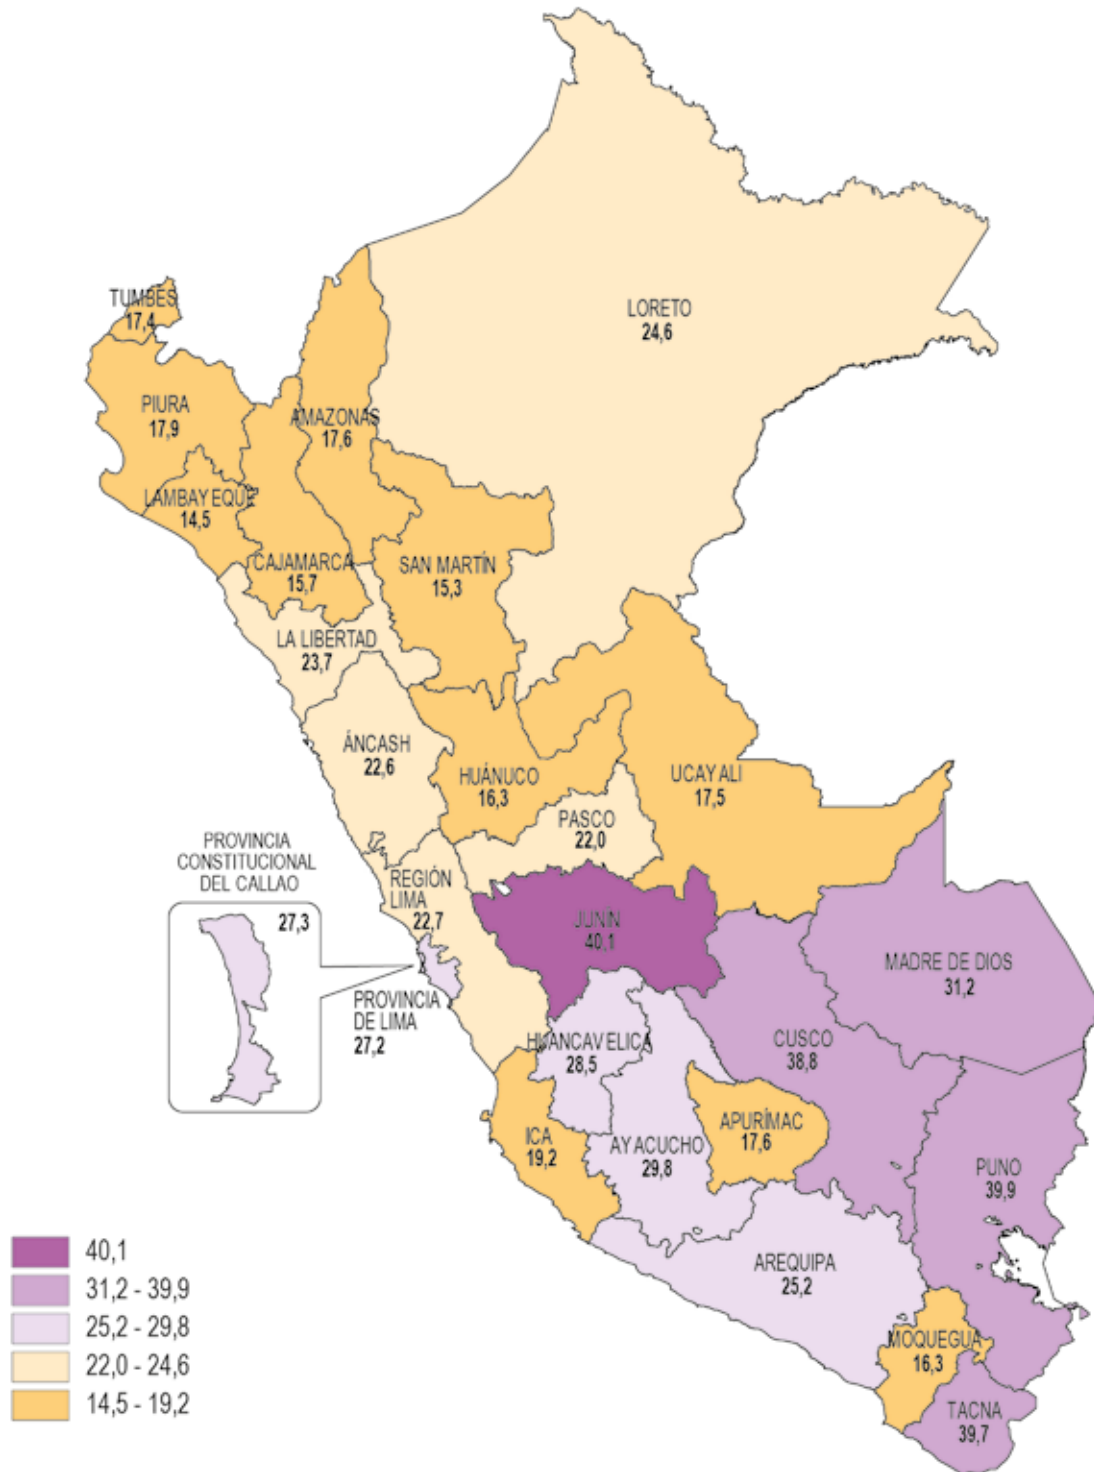 LORETO
24,6
TUMBES
17,4
PIURA
17,9
AMAZONAS
17,6
LAMBAYEQUE
14,5
CAJAMARCA
15,7
SAN MARTÍN
15,3
LA LIBERTAD
23,7
ÁNCASH
22,6
HUÁNUCO
16,3
UCAYALI
17,5
PASCO
22,0
PROVINCIA
CONSTITUCIONAL
DEL CALLAO
27,3
REGIÓN
LIMA
22,7
JUNÍN
40,1
MADRE DE DIOS
31,2
PROVINCIA
DE LIMA
27,2
HUANCAVELICA
28,5
CUSCO
38,8
ICA
19,2
AYACUCHO
29,8
APURÍMAC
17,6
PUNO
39,9
AREQUIPA
25,2
MOQUEGUA
16,3
TACNA
39,7
40,1
31,2 - 39,9
25,2 - 29,8
22,0 - 24,6
14,5 - 19,2